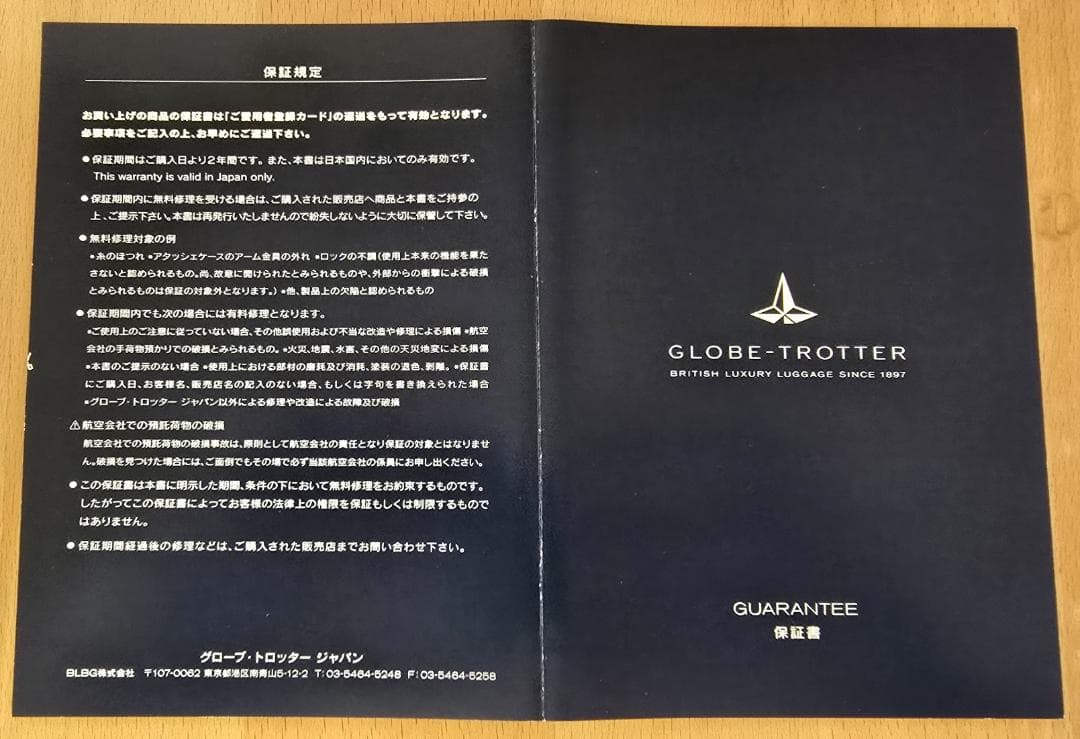 保証規定
お買い上げの商品の保証書は「ご愛用者登録カード」の返送をもって有効となります。
必要事項をご記入の上、お早めにご返送下さい。
●保証期間はご購入日より2年間です。また、本書は日本国内においてのみ有効です。
This warranty is valid in Japan only.
●保証期間内に無料修理を受ける場合は、ご購入された販売店へ商品と本書をご持参の
上、ご提示下さい。本書は再発行いたしませんので紛失しないように大切に保管して下さい。
●無料修理対象の例
●糸のほつれ ●アタッシェケースのアーム金具の外れ ●ロックの不調(使用上本来の機能を果た
さないと認められるもの。尚、故意に開けられたとみられるものや、外部からの衝撃による破損
とみられるものは保証の対象外となります。) ●他、製品上の欠陥と認められるもの
●保証期間内でも次の場合には有料修理となります。
●ご使用上のご注意に従っていない場合、その他誤使用および不当な改造や修理による損傷 ●航空
会社の手荷物預かりでの破損とみられるもの。●火災、地震、水害、その他の天災地変による損傷
●本書のご提示のない場合 ●使用上における部材の磨耗及び消耗、塗装の退色、剥離。●保証書
にご購入日、お客様名、販売店名の記入のない場合、もしくは字句を書き換えられた場合
●グローブ・トロッター ジャパン以外による修理や改造による故障及び破損
⚠航空会社での預託荷物の破損
航空会社での預託荷物の破損事故は、原則として航空会社の責任となり保証の対象とはなりませ
ん。破損を見つけた場合には、ご面倒でもその場で必ず当該航空会社の係員にお申し出ください。
●この保証書は本書に明示した期間、条件の下において無料修理をお約束するものです。
したがってこの保証書によってお客様の法律上の権限を保証もしくは制限するもので
はありません。
●保証期間経過後の修理などは、ご購入された販売店までお問い合わせ下さい。
グローブ・トロッター ジャパン
BLBG株式会社 〒107-0062 東京都港区南青山5-12-2 T:03-5464-5248 F:03-5464-5258
GLOBE-TROTTER
BRITISH LUXURY LUGGAGE SINCE 1897
GUARANTEE
保証書